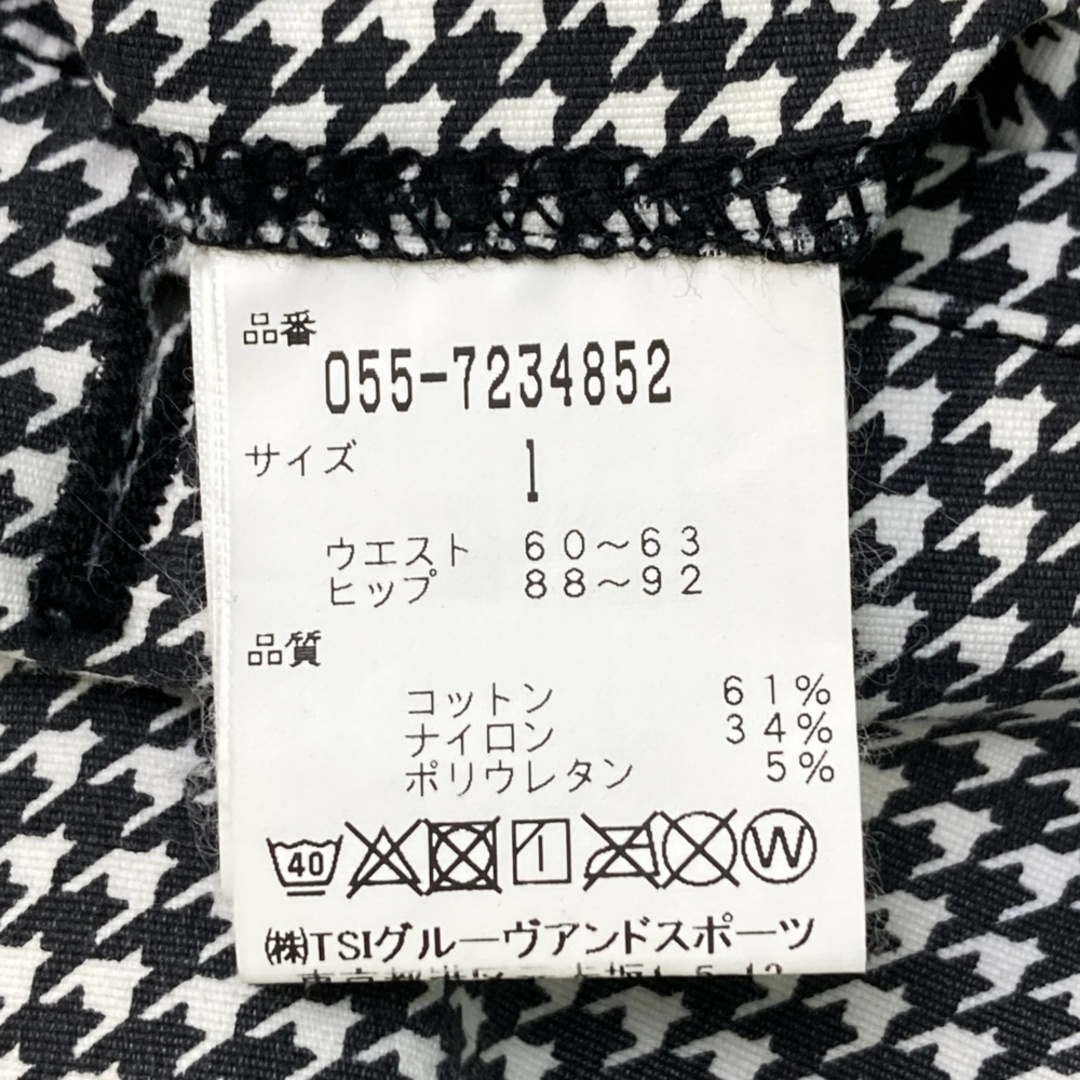 品番
055-7234852
サイズ 1
ウエスト 60～63
ヒップ 88～92
品質
コットン 61%
ナイロン 34%
ポリウレタン 5%
40 W
㈱TSIグルーヴアンドスポーツ